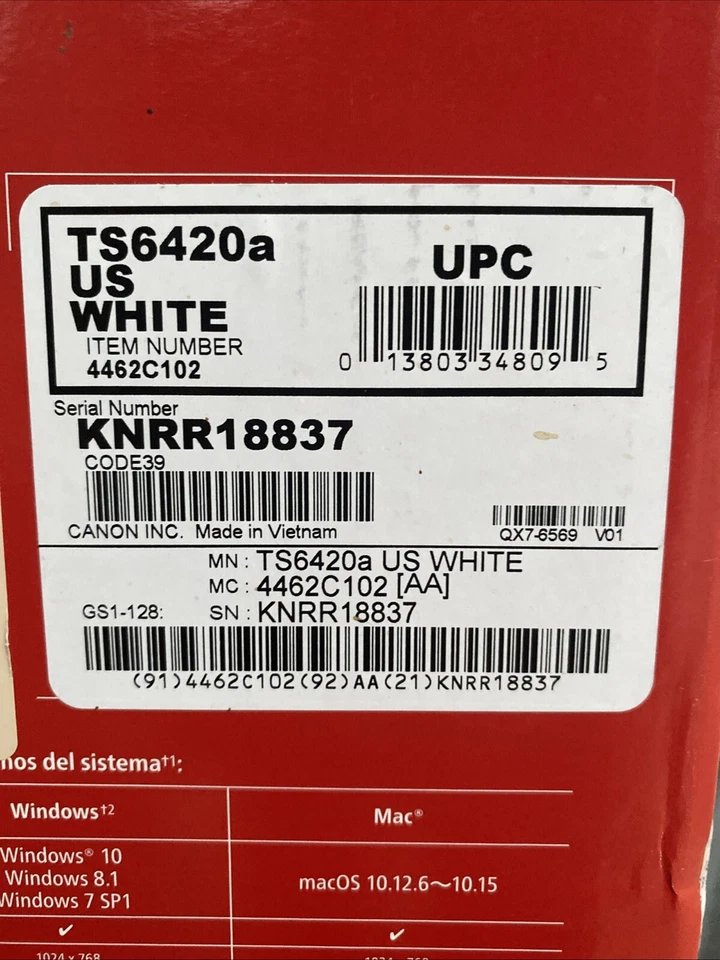 TS6420a
US
WHITE
ITEM NUMBER
4462C102
UPC
0 13803 34809 5
Serial Number
KNRR18837
CODE39
CANON INC. Made in Vietnam
QX7-6569 V01
MN : TS6420a US WHITE
MC : 4462C102 [AA]
GS1-128: SN : KNRR18837
(91)4462C102(92)AA(21)KNRR18837
del sistema†1:
Windows†2 Mac®
Windows® 10
Windows 8.1
Windows 7 SP1
macOS 10.12.6～10.15
✓ ✓
1024 x 768